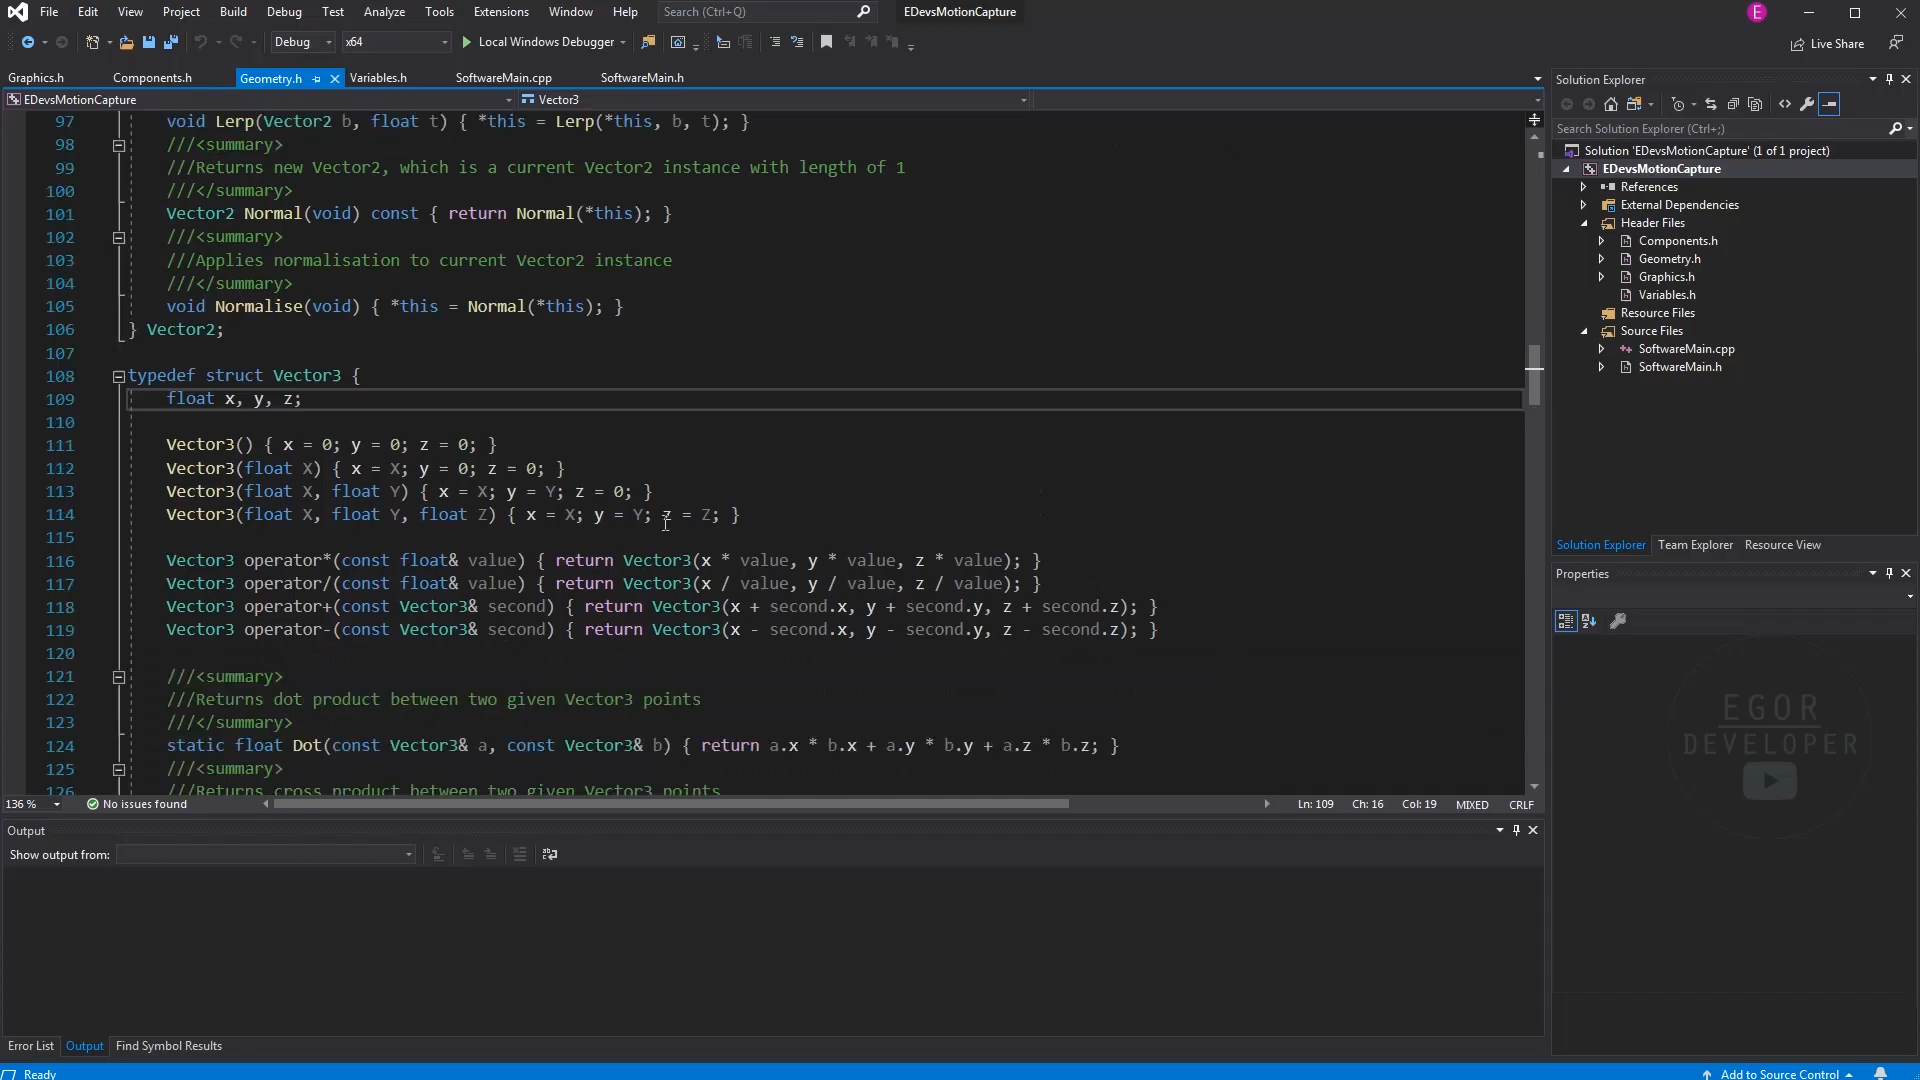 File Edit View Project Build Debug Test Analyze Tools Extensions Window Help Search (Ctrl+Q) EDevsMotionCapture E
Debug x64 Local Windows Debugger Live Share
Graphics.h Components.h Geometry.h Variables.h SoftwareMain.cpp SoftwareMain.h
EDevsMotionCapture Vector3
97 void Lerp(Vector2 b, float t) { *this = Lerp(*this, b, t); }
98 ///<summary>
99 ///Returns new Vector2, which is a current Vector2 instance with length of 1
100 ///</summary>
101 Vector2 Normal(void) const { return Normal(*this); }
102 ///<summary>
103 ///Applies normalisation to current Vector2 instance
104 ///</summary>
105 void Normalise(void) { *this = Normal(*this); }
106 } Vector2;
107
108 typedef struct Vector3 {
109 float x, y, z;
110
111 Vector3() { x = 0; y = 0; z = 0; }
112 Vector3(float X) { x = X; y = 0; z = 0; }
113 Vector3(float X, float Y) { x = X; y = Y; z = 0; }
114 Vector3(float X, float Y, float Z) { x = X; y = Y; z = Z; }
115
116 Vector3 operator*(const float& value) { return Vector3(x * value, y * value, z * value); }
117 Vector3 operator/(const float& value) { return Vector3(x / value, y / value, z / value); }
118 Vector3 operator+(const Vector3& second) { return Vector3(x + second.x, y + second.y, z + second.z); }
119 Vector3 operator-(const Vector3& second) { return Vector3(x - second.x, y - second.y, z - second.z); }
120
121 ///<summary>
122 ///Returns dot product between two given Vector3 points
123 ///</summary>
124 static float Dot(const Vector3& a, const Vector3& b) { return a.x * b.x + a.y * b.y + a.z * b.z; }
125 ///<summary>
126 ///Returns cross product between two given Vector3 points
136 % No issues found Ln: 109 Ch: 16 Col: 19 MIXED CRLF
Output
Show output from:
Error List Output Find Symbol Results
Ready Add to Source Control
Solution Explorer
Search Solution Explorer (Ctrl+;)
Solution 'EDevsMotionCapture' (1 of 1 project)
EDevsMotionCapture
References
External Dependencies
Header Files
Components.h
Geometry.h
Graphics.h
Variables.h
Resource Files
Source Files
SoftwareMain.cpp
SoftwareMain.h
Solution Explorer Team Explorer Resource View
Properties
EGOR
DEVELOPER